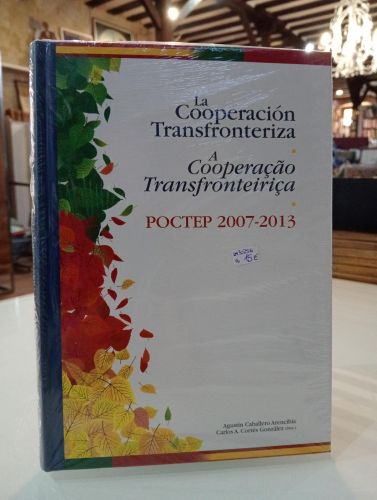 La
Cooperación
Transfronteriza
A
Cooperação
Transfronteiriça
POCTEP 2007-2013
15€
Agustín Caballero Arencibia
Carlos A. Cortés González